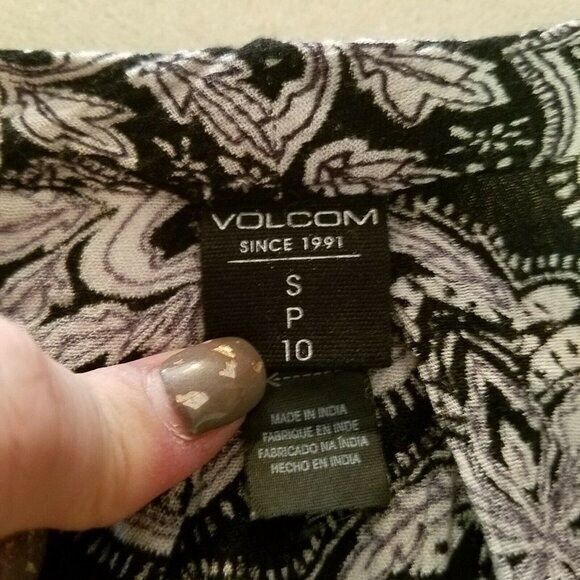 VOLCOM
SINCE 1991
S
P
10
MADE IN INDIA
FABRIQUE EN INDE
FABRICADO NA ÍNDIA
HECHO EN INDIA